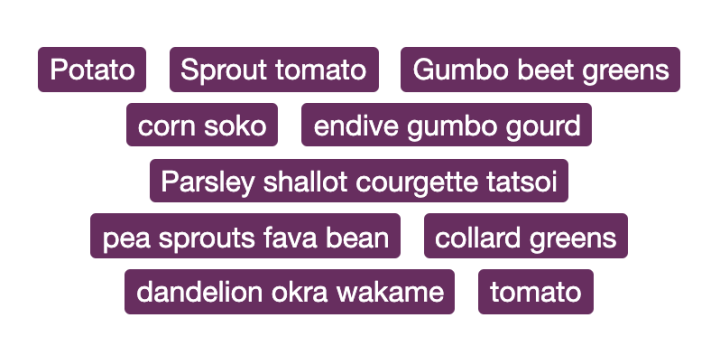 Potato Sprout tomato Gumbo beet greens
corn soko endive gumbo gourd
Parsley shallot courgette tatsoi
pea sprouts fava bean collard greens
dandelion okra wakame tomato